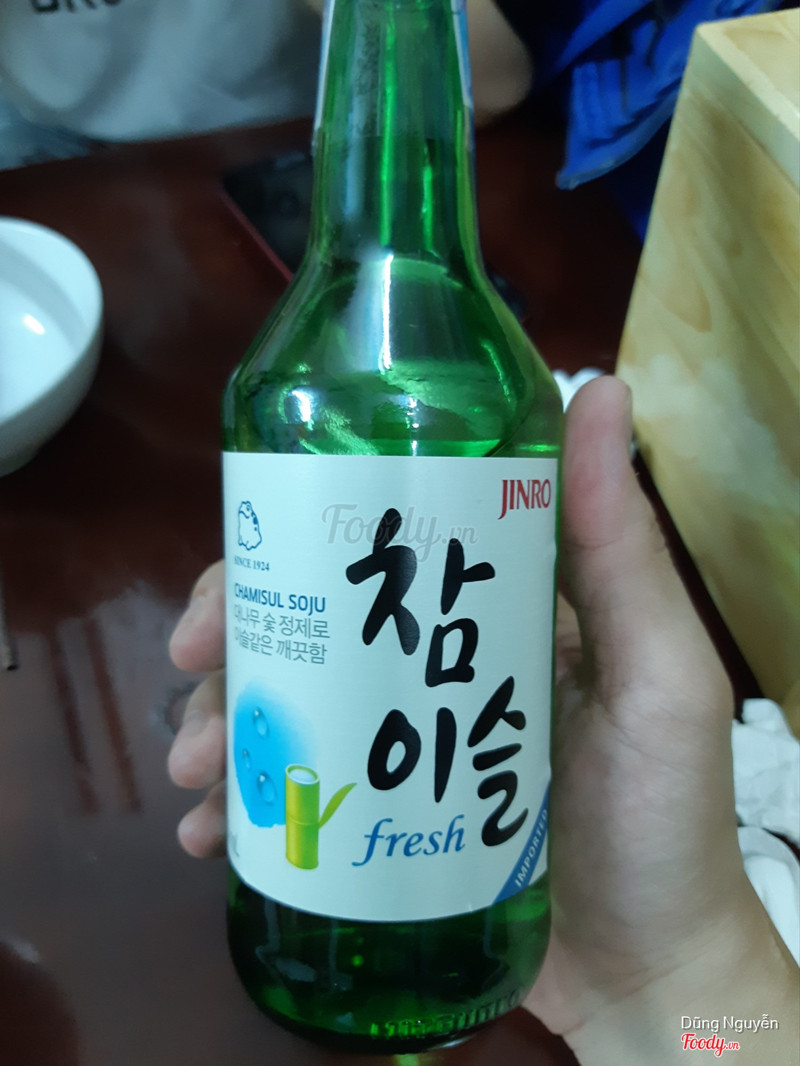 JINRO
Foody.vn
SINCE 1924
CHAMISUL SOJU
대나무 숯 정제로
이슬같은 깨끗함
참
이슬
fresh
IMPORTED
Dũng Nguyễn
Foody.vn